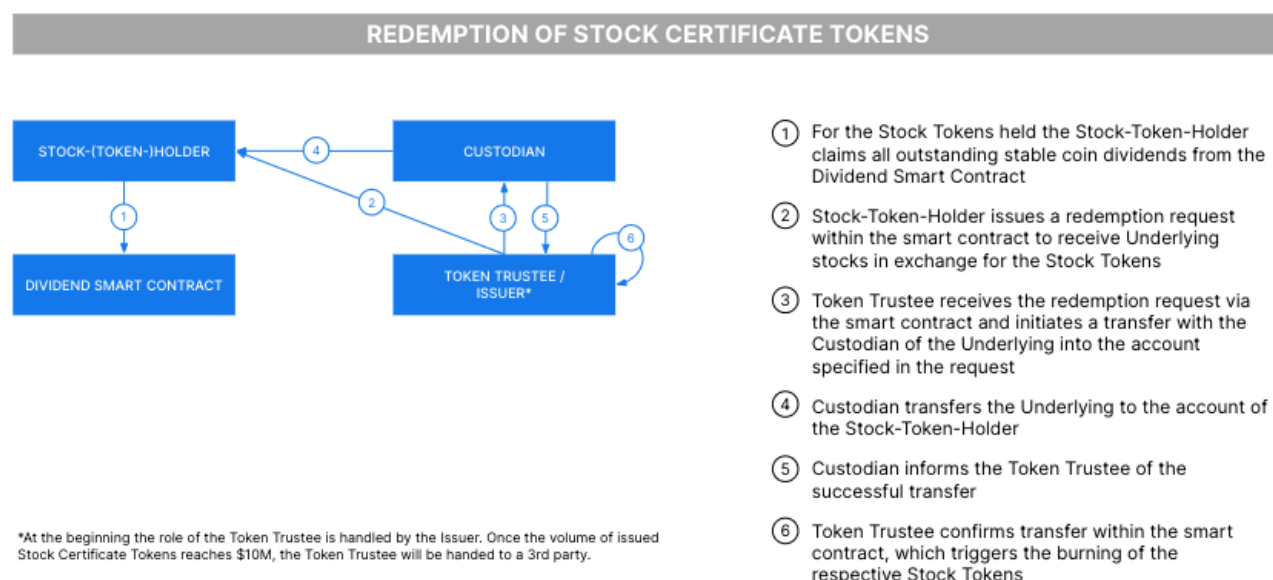 REDEMPTION OF STOCK CERTIFICATE TOKENS
STOCK-(TOKEN-)HOLDER
4
CUSTODIAN
2
1
3
5
6
DIVIDEND SMART CONTRACT
TOKEN TRUSTEE /
ISSUER*
1 For the Stock Tokens held the Stock-Token-Holder
claims all outstanding stable coin dividends from the
Dividend Smart Contract
2 Stock-Token-Holder issues a redemption request
within the smart contract to receive Underlying
stocks in exchange for the Stock Tokens
3 Token Trustee receives the redemption request via
the smart contract and initiates a transfer with the
Custodian of the Underlying into the account
specified in the request
4 Custodian transfers the Underlying to the account of
the Stock-Token-Holder
5 Custodian informs the Token Trustee of the
successful transfer
6 Token Trustee confirms transfer within the smart
contract, which triggers the burning of the
respective Stock Tokens
*At the beginning the role of the Token Trustee is handled by the Issuer. Once the volume of issued
Stock Certificate Tokens reaches $10M, the Token Trustee will be handed to a 3rd party.